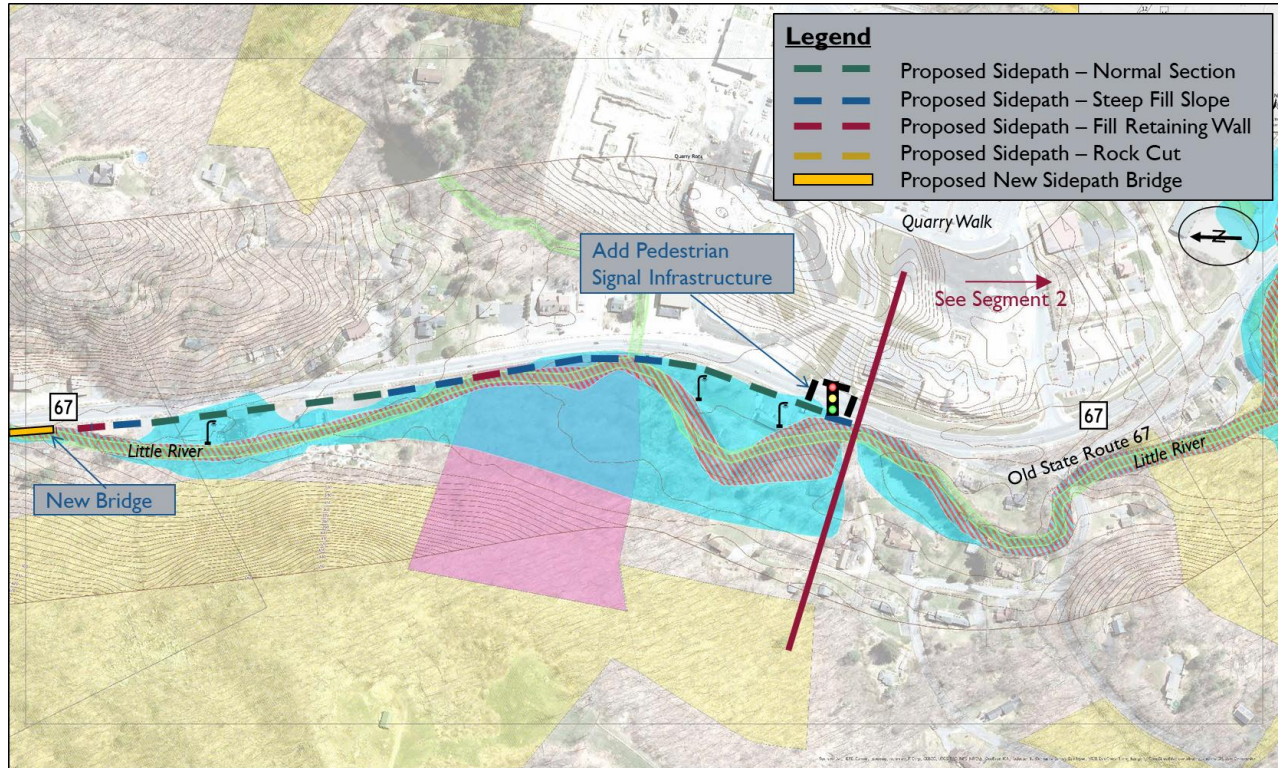 Legend
Proposed Sidepath – Normal Section
Proposed Sidepath – Steep Fill Slope
Proposed Sidepath – Fill Retaining Wall
Proposed Sidepath – Rock Cut
Proposed New Sidepath Bridge
Quarry Walk
N
Add Pedestrian
Signal Infrastructure
See Segment 2
67
67
Old State Route 67
Little River
Little River
New Bridge